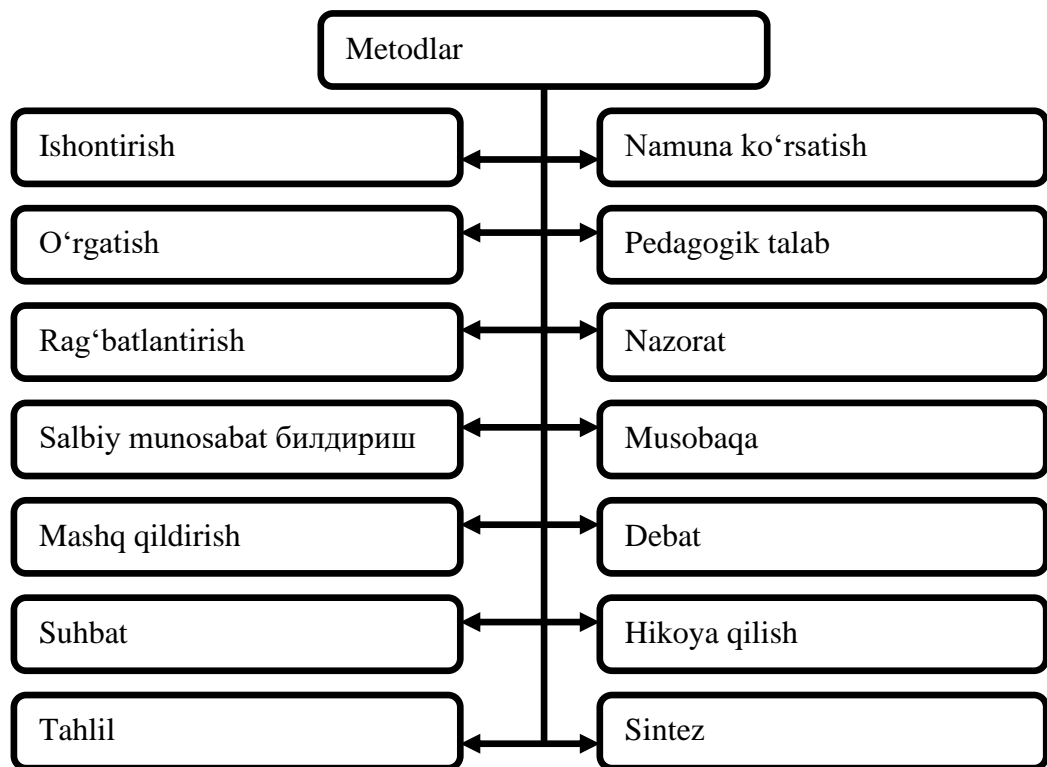 Metodlar
Ishontirish
Namuna ko‘rsatish
O‘rgatish
Pedagogik talab
Rag‘batlantirish
Nazorat
Salbiy munosabat билдириш
Musobaqa
Mashq qildirish
Debat
Suhbat
Hikoya qilish
Tahlil
Sintez